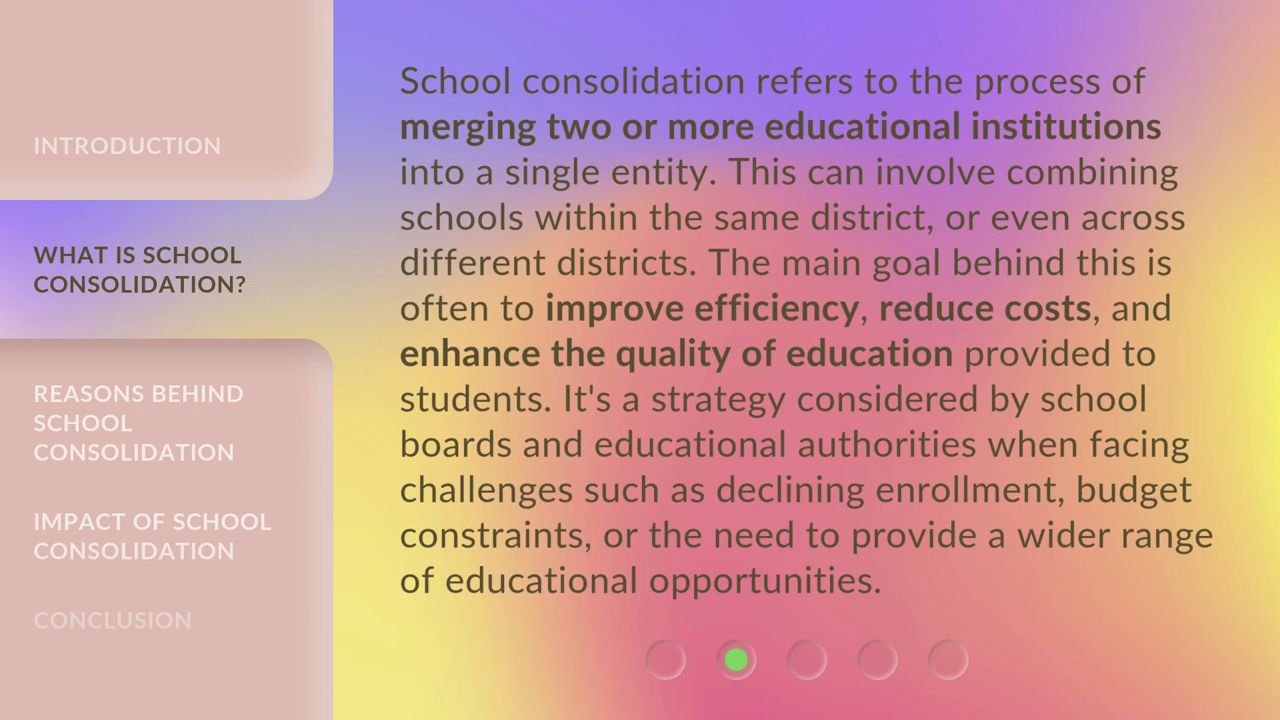 INTRODUCTION
WHAT IS SCHOOL
CONSOLIDATION?
REASONS BEHIND
SCHOOL
CONSOLIDATION
IMPACT OF SCHOOL
CONSOLIDATION
CONCLUSION
School consolidation refers to the process of
merging two or more educational institutions
into a single entity. This can involve combining
schools within the same district, or even across
different districts. The main goal behind this is
often to improve efficiency, reduce costs, and
enhance the quality of education provided to
students. It's a strategy considered by school
boards and educational authorities when facing
challenges such as declining enrollment, budget
constraints, or the need to provide a wider range
of educational opportunities.